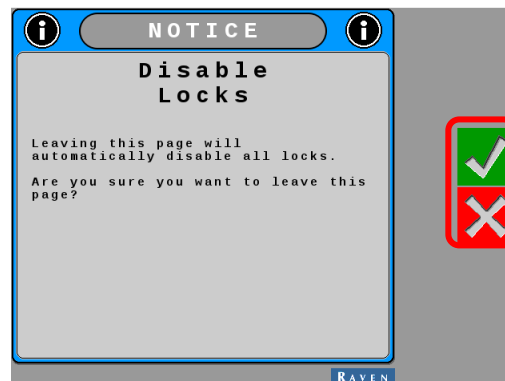 NOTICE
Disable
Locks
Leaving this page will
automatically disable all locks.
Are you sure you want to leave this
page?
RAVEN